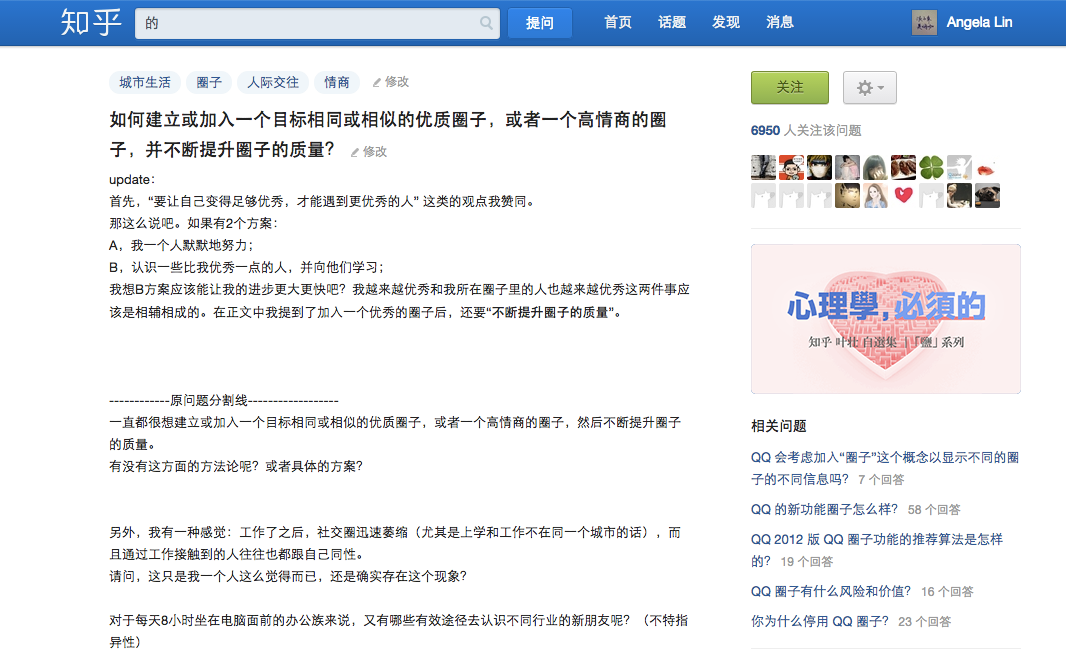 知乎
的
提问
首页
话题
发现
消息
Angela Lin
城市生活
圈子
人际交往
情商
修改
如何建立或加入一个目标相同或相似的优质圈子，或者一个高情商的圈
子，并不断提升圈子的质量？
修改
update：
首先，“要让自己变得足够优秀，才能遇到更优秀的人” 这类的观点我赞同。
那这么说吧。如果有2个方案：
A，我一个人默默地努力；
B，认识一些比我优秀一点的人，并向他们学习；
我想B方案应该能让我的进步更大更快吧？我越来越优秀和我所在圈子里的人也越来越优秀这两件事应
该是相辅相成的。在正文中我提到了加入一个优秀的圈子后，还要“不断提升圈子的质量”。
------------原问题分割线------------------
一直都很想建立或加入一个目标相同或相似的优质圈子，或者一个高情商的圈子，然后不断提升圈子
的质量。
有没有这方面的方法论呢？或者具体的方案？
另外，我有一种感觉：工作了之后，社交圈迅速萎缩（尤其是上学和工作不在同一个城市的话），而
且通过工作接触到的人往往也都跟自己同性。
请问，这只是我一个人这么觉得而已，还是确实存在这个现象？
对于每天8小时坐在电脑面前的办公族来说，又有哪些有效途径去认识不同行业的新朋友呢？（不特指
异性）
关注
6950 人关注该问题
心理學，必須的
知乎 叶壮 自選集 | 「鹽」系列
相关问题
QQ 会考虑加入“圈子”这个概念以显示不同的圈
子的不同信息吗？ 7 个回答
QQ 的新功能圈子怎么样？ 58 个回答
QQ 2012 版 QQ 圈子功能的推荐算法是怎样
的？ 19 个回答
QQ 圈子有什么风险和价值？ 16 个回答
你为什么停用 QQ 圈子？ 23 个回答